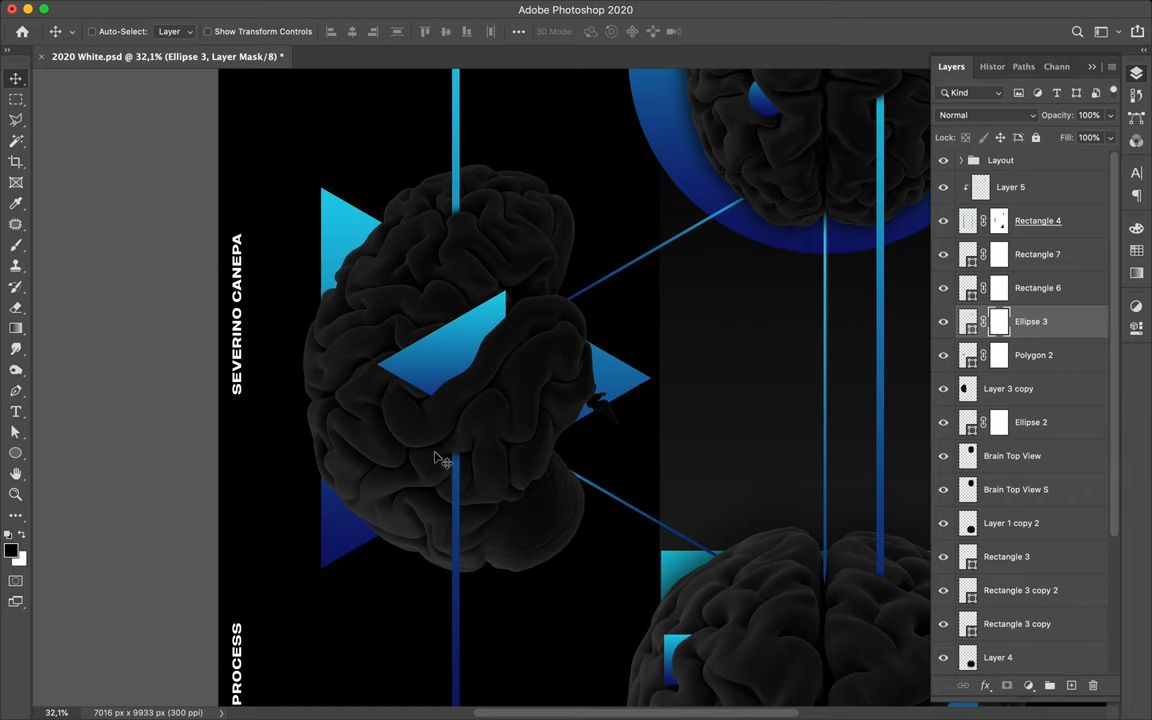 Adobe Photoshop 2020
Auto-Select: Layer Show Transform Controls 3D Mode:
2020 White.psd @ 32,1% (Ellipse 3, Layer Mask/8) *
Layers Histor Paths Chann
Kind
Normal Opacity: 100%
Lock: Fill: 100%
Layout
Layer 5
Rectangle 4
Rectangle 7
Rectangle 6
Ellipse 3
Polygon 2
Layer 3 copy
Ellipse 2
Brain Top View
Brain Top View S
Layer 1 copy 2
Rectangle 3
Rectangle 3 copy 2
Rectangle 3 copy
Layer 4
SEVERINO CANEPA
PROCESS
32,1% 7016 px x 9933 px (300 ppi)